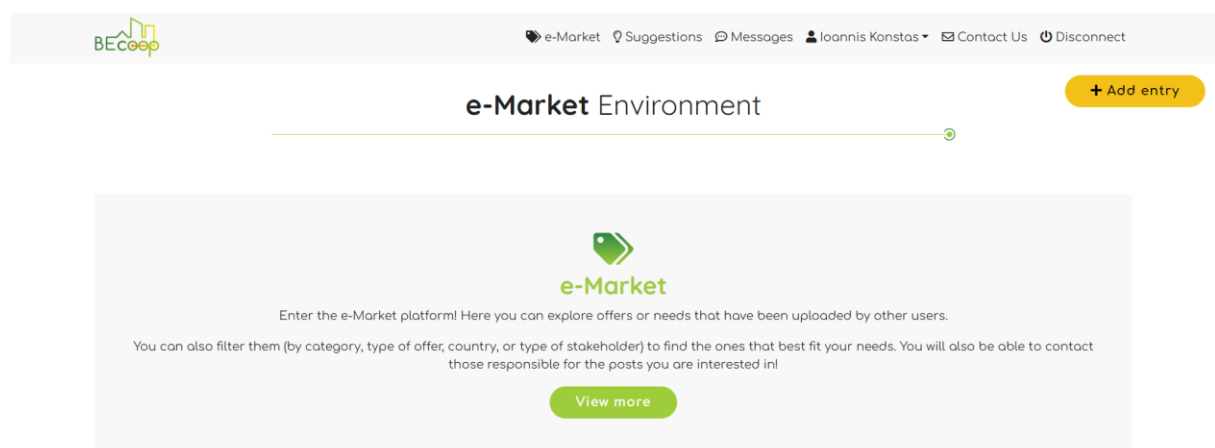 BEcoop
e-Market Suggestions Messages Ioannis Konstas Contact Us Disconnect
+ Add entry
e-Market Environment
e-Market
Enter the e-Market platform! Here you can explore offers or needs that have been uploaded by other users.
You can also filter them (by category, type of offer, country, or type of stakeholder) to find the ones that best fit your needs. You will also be able to contact
those responsible for the posts you are interested in!
View more